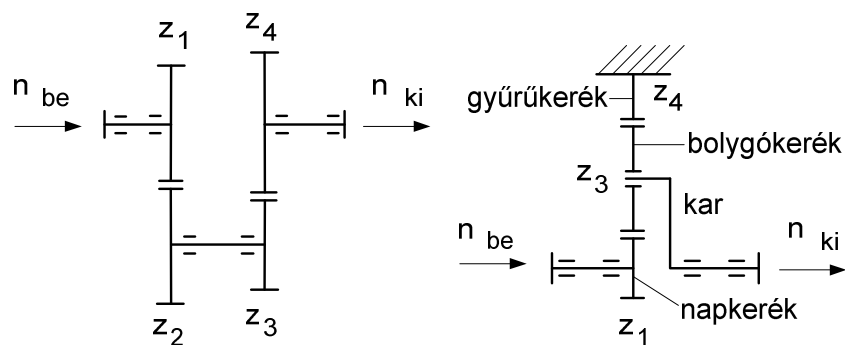 z1
z4
n be
n ki
z2
z3
gyűrűkerék
z4
bolygókerék
z3
kar
n be
n ki
napkerék
z1